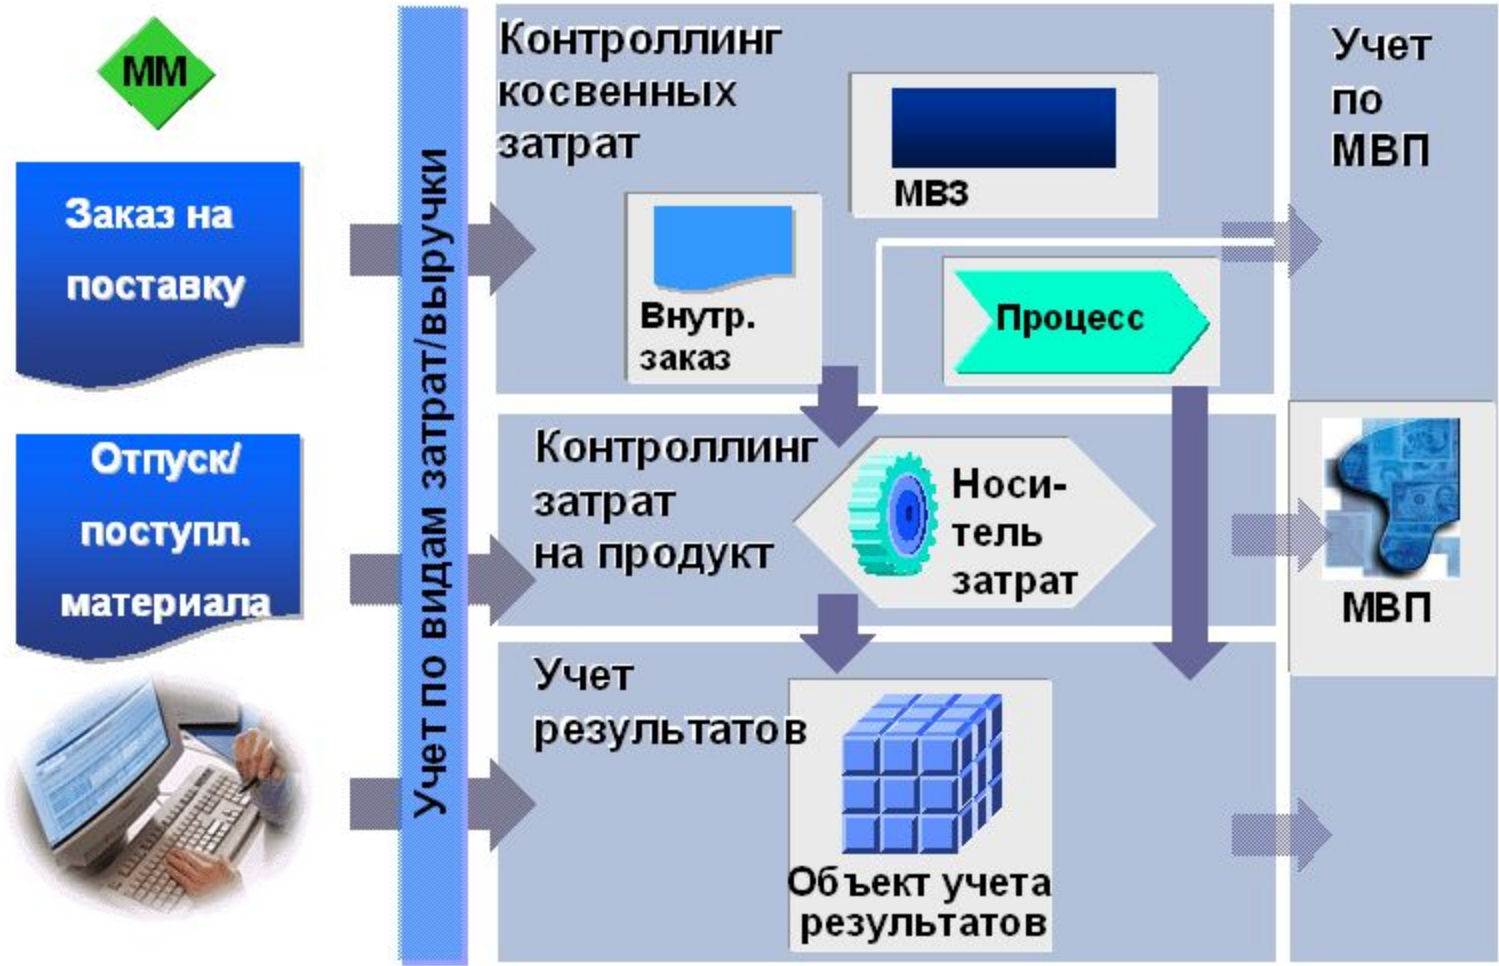 ММ
Заказ на
поставку
Отпуск/
поступл.
материала
Учет по видам затрат/выручки
Контроллинг
косвенных
затрат
МВЗ
Внутр.
заказ
Процесс
Контроллинг
затрат
на продукт
Носи-
тель
затрат
Учет
результатов
Объект учета
результатов
Учет
по
МВП
МВП